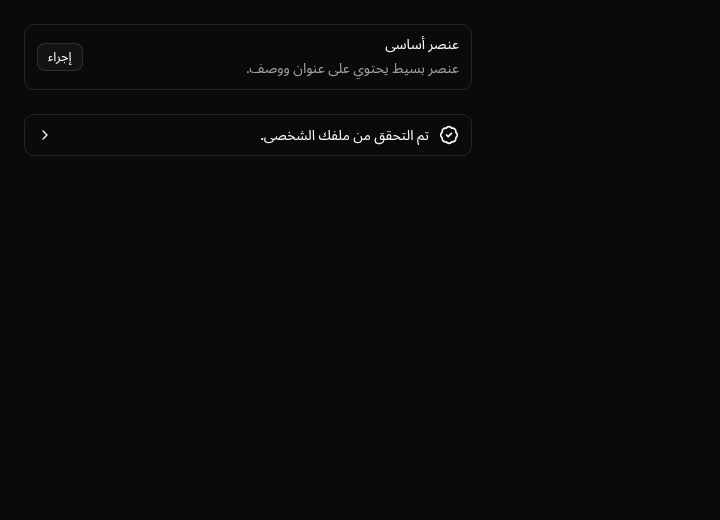 عنصر أساسي
عنصر بسيط يحتوي على عنوان ووصف.
إجراء
تم التحقق من ملفك الشخصي.